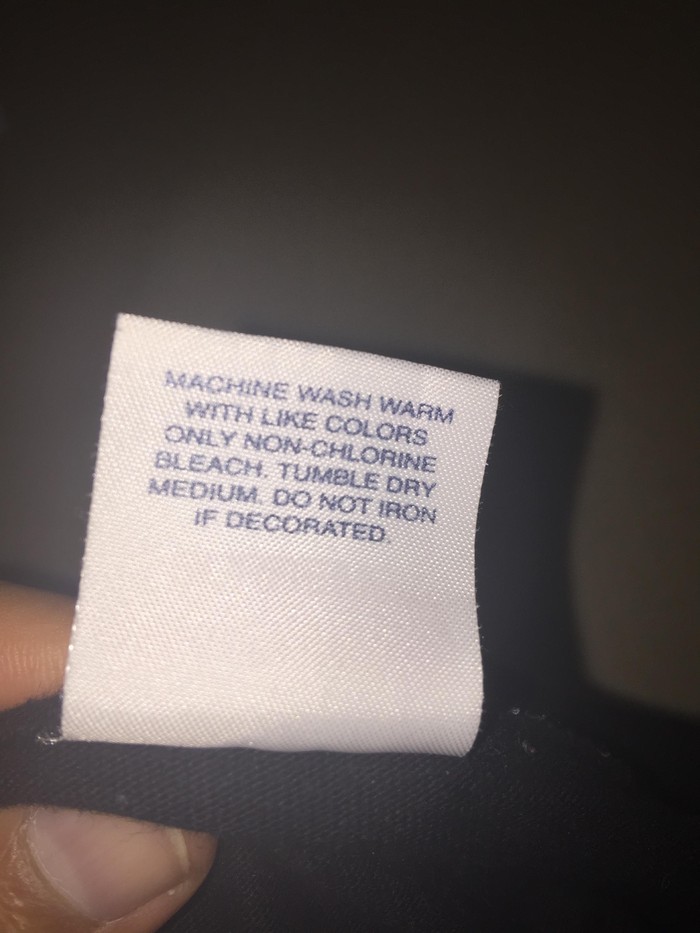 MACHINE WASH WARM
WITH LIKE COLORS
ONLY NON-CHLORINE
BLEACH. TUMBLE DRY
MEDIUM. DO NOT IRON
IF DECORATED.